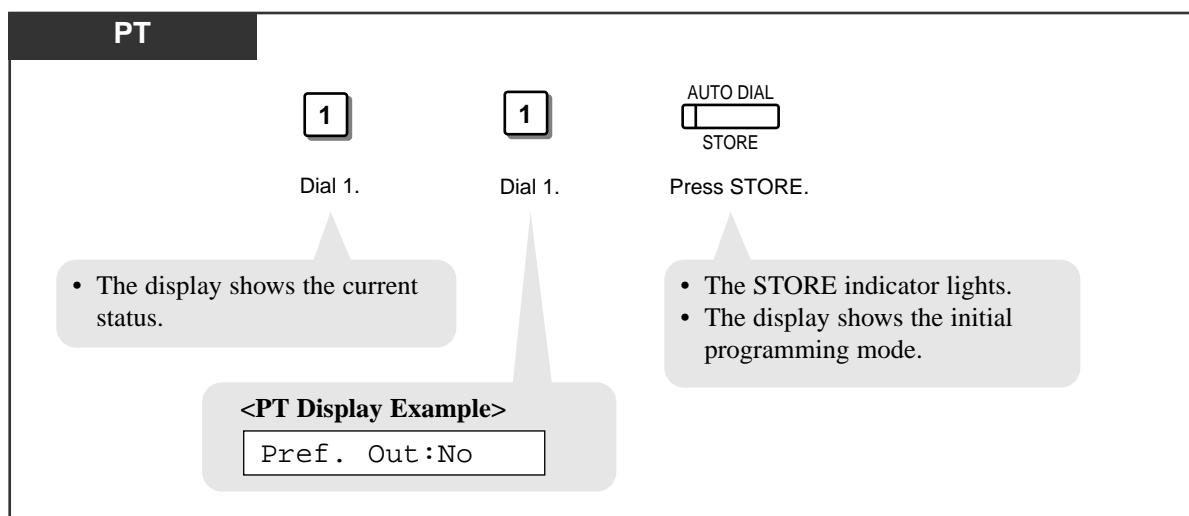 PT
1
1
AUTO DIAL
STORE
Dial 1.
Dial 1.
Press STORE.
• The display shows the current
status.
• The STORE indicator lights.
• The display shows the initial
programming mode.
<PT Display Example>
Pref. Out:No